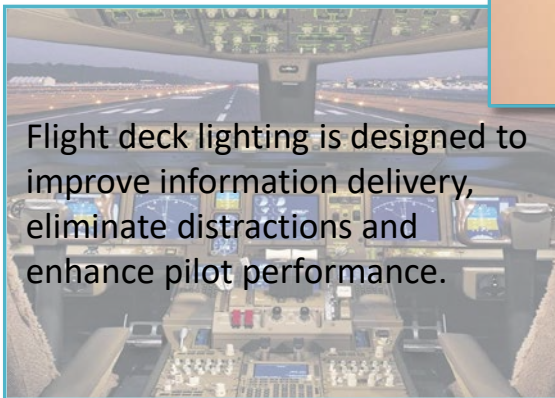 Flight deck lighting is designed to
improve information delivery,
eliminate distractions and
enhance pilot performance.